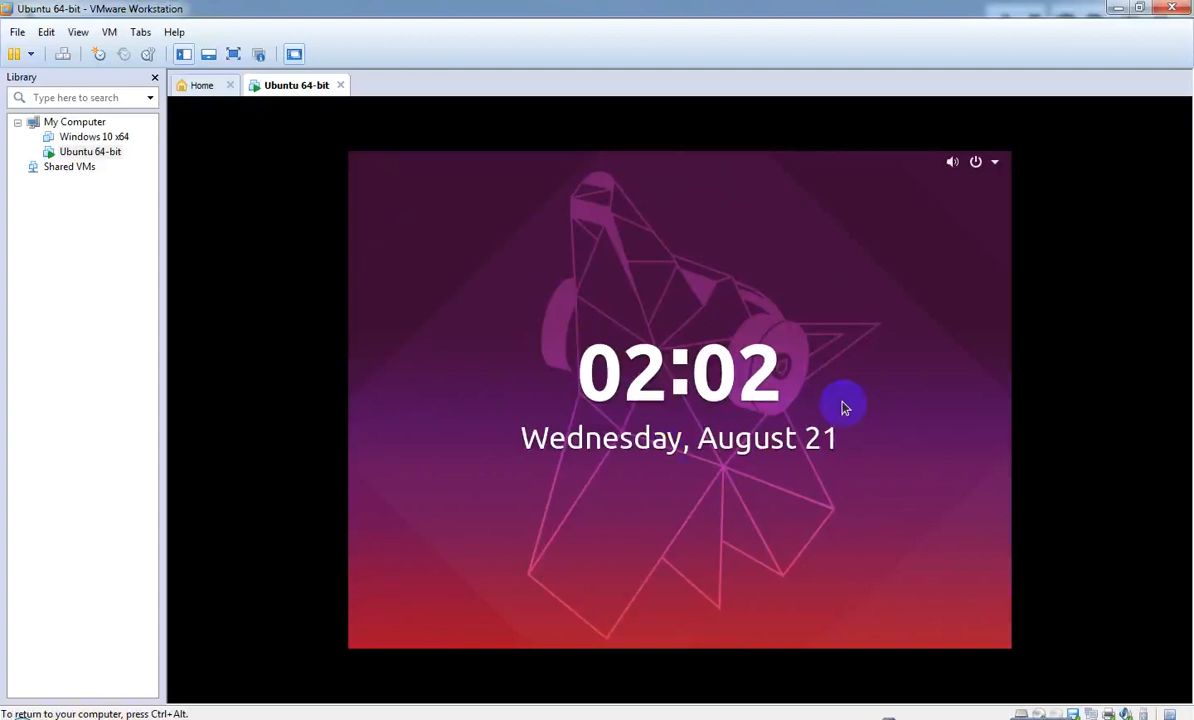 Ubuntu 64-bit - VMware Workstation
File Edit View VM Tabs Help
Library
Home
Ubuntu 64-bit
Type here to search
My Computer
Windows 10 x64
Ubuntu 64-bit
Shared VMs
02:02
Wednesday, August 21
To return to your computer, press Ctrl+Alt.